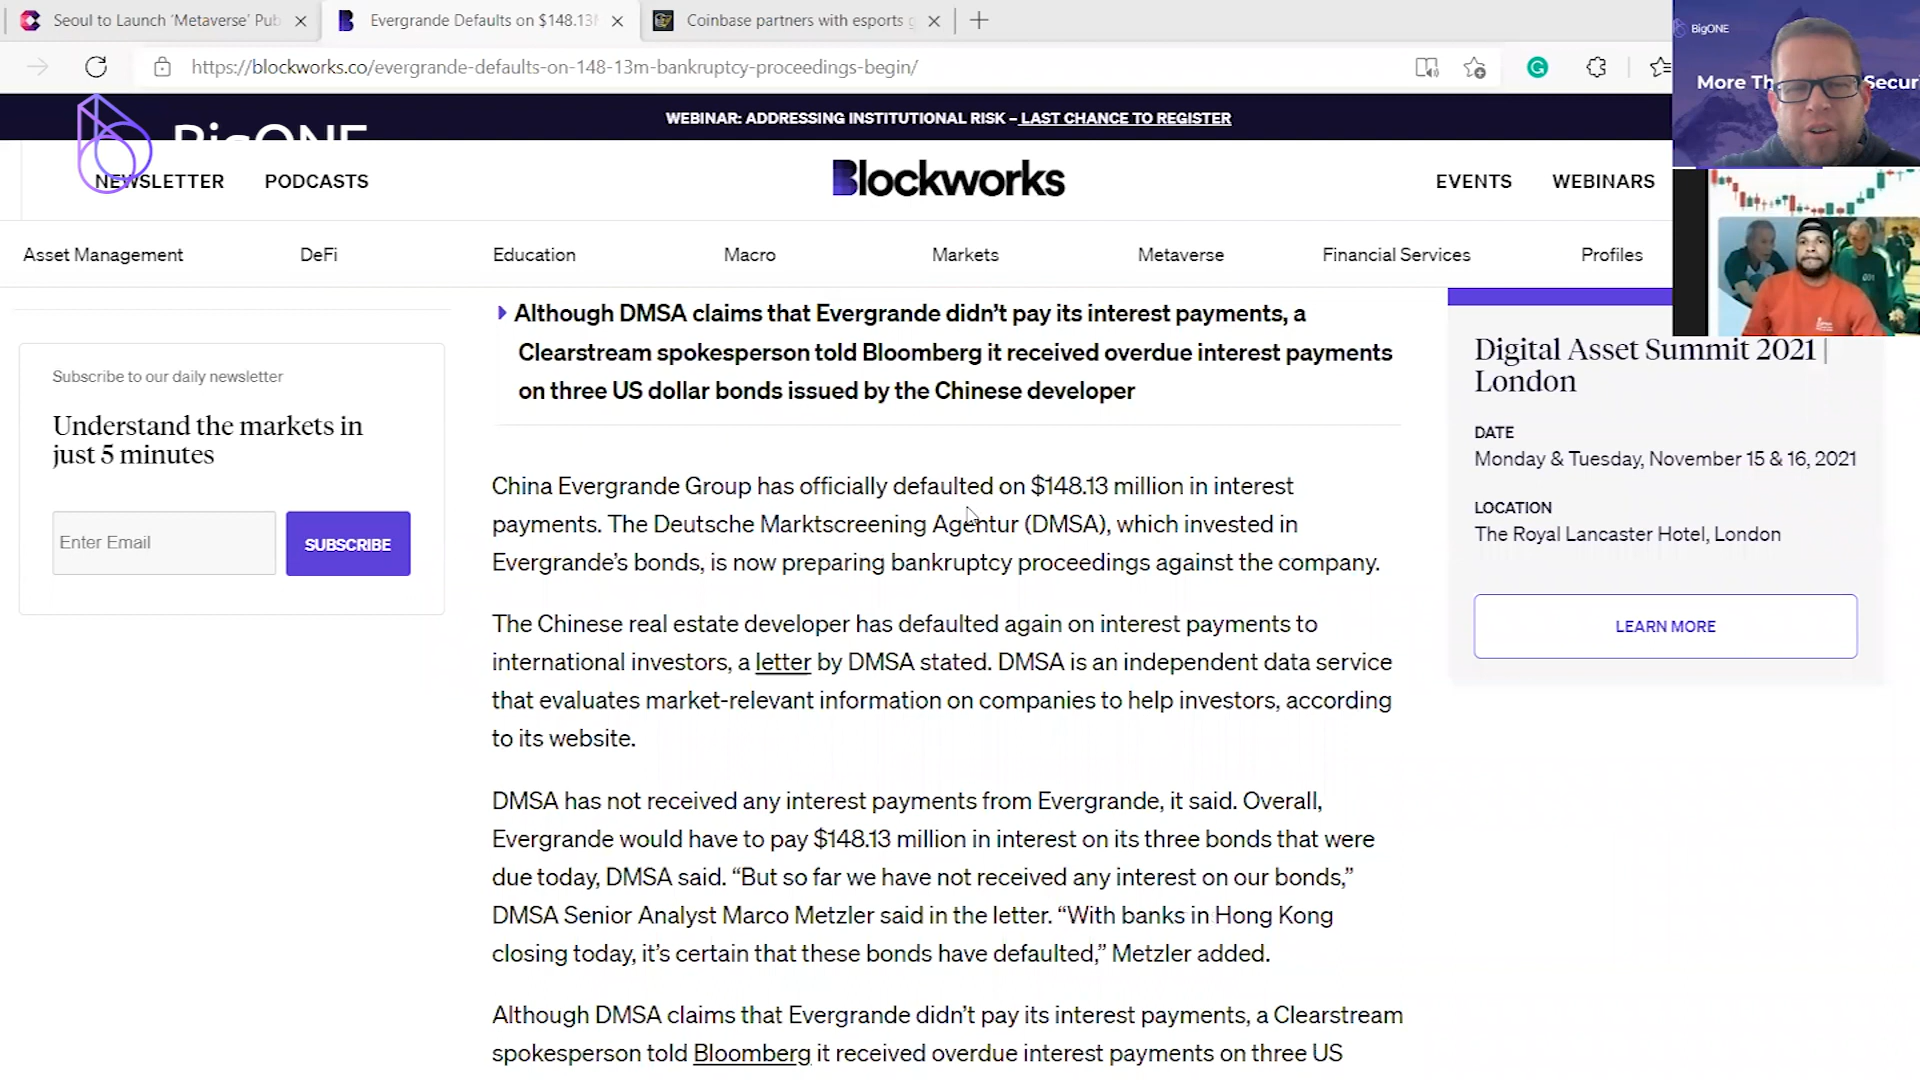 Seoul to Launch ‘Metaverse’ Pub
Evergrande Defaults on $148.13
Coinbase partners with esports g
https://blockworks.co/evergrande-defaults-on-148-13m-bankruptcy-proceedings-begin/
BigONE
More Th Secur
WEBINAR: ADDRESSING INSTITUTIONAL RISK – LAST CHANCE TO REGISTER
BigONE
NEWSLETTER
PODCASTS
Blockworks
EVENTS
WEBINARS
Asset Management
DeFi
Education
Macro
Markets
Metaverse
Financial Services
Profiles
Although DMSA claims that Evergrande didn’t pay its interest payments, a
Clearstream spokesperson told Bloomberg it received overdue interest payments
on three US dollar bonds issued by the Chinese developer
Subscribe to our daily newsletter
Understand the markets in
just 5 minutes
Enter Email
SUBSCRIBE
China Evergrande Group has officially defaulted on $148.13 million in interest
payments. The Deutsche Marktscreening Agentur (DMSA), which invested in
Evergrande’s bonds, is now preparing bankruptcy proceedings against the company.
The Chinese real estate developer has defaulted again on interest payments to
international investors, a letter by DMSA stated. DMSA is an independent data service
that evaluates market-relevant information on companies to help investors, according
to its website.
DMSA has not received any interest payments from Evergrande, it said. Overall,
Evergrande would have to pay $148.13 million in interest on its three bonds that were
due today, DMSA said. “But so far we have not received any interest on our bonds,”
DMSA Senior Analyst Marco Metzler said in the letter. “With banks in Hong Kong
closing today, it’s certain that these bonds have defaulted,” Metzler added.
Although DMSA claims that Evergrande didn’t pay its interest payments, a Clearstream
spokesperson told Bloomberg it received overdue interest payments on three US
Digital Asset Summit 2021 |
London
DATE
Monday & Tuesday, November 15 & 16, 2021
LOCATION
The Royal Lancaster Hotel, London
LEARN MORE